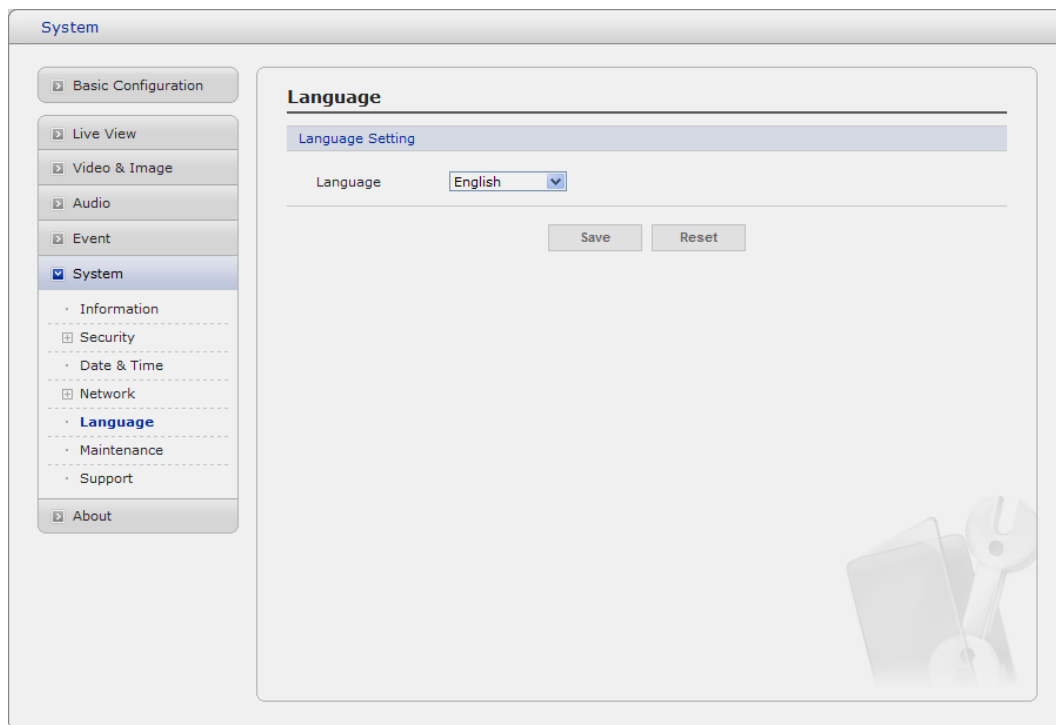 System
Basic Configuration
Live View
Video & Image
Audio
Event
System
Information
Security
Date & Time
Network
Language
Maintenance
Support
About
Language
Language Setting
Language English
Save Reset